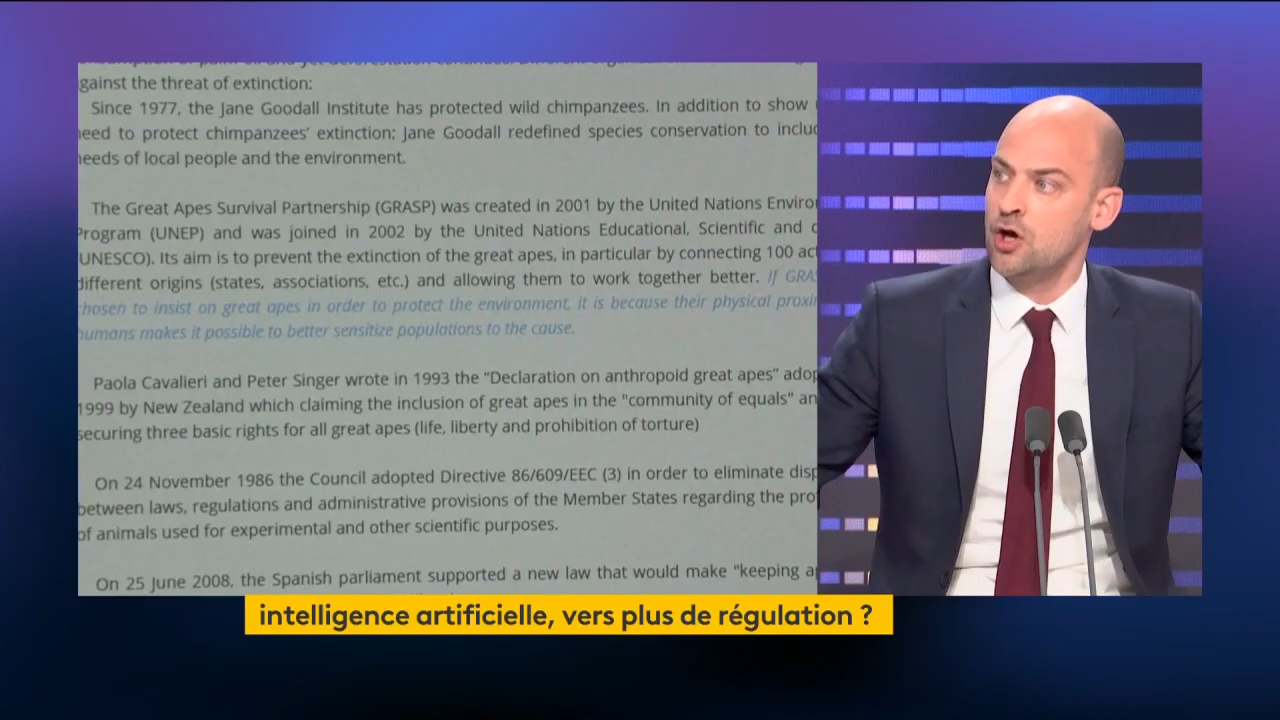 gainst the threat of extinction:
Since 1977, the Jane Goodall Institute has protected wild chimpanzees. In addition to show
eed to protect chimpanzees' extinction; Jane Goodall redefined species conservation to inclu
eeds of local people and the environment.
The Great Apes Survival Partnership (GRASP) was created in 2001 by the United Nations Enviro
Program (UNEP) and was joined in 2002 by the United Nations Educational, Scientific and
UNESCO). Its aim is to prevent the extinction of the great apes, in particular by connecting 100 act
different origins (states, associations, etc.) and allowing them to work together better. If GRAS
chosen to insist on great apes in order to protect the environment, it is because their physical proxi
humans makes it possible to better sensitize populations to the cause.
Paola Cavalieri and Peter Singer wrote in 1993 the "Declaration on anthropoid great apes" adop
1999 by New Zealand which claiming the inclusion of great apes in the "community of equals" an
securing three basic rights for all great apes (life, liberty and prohibition of torture)
On 24 November 1986 the Council adopted Directive 86/609/EEC (3) in order to eliminate disp
between laws, regulations and administrative provisions of the Member States regarding the pro
of animals used for experimental and other scientific purposes.
On 25 June 2008, the Spanish parliament supported a new law that would make "keeping ap
intelligence artificielle, vers plus de régulation ?